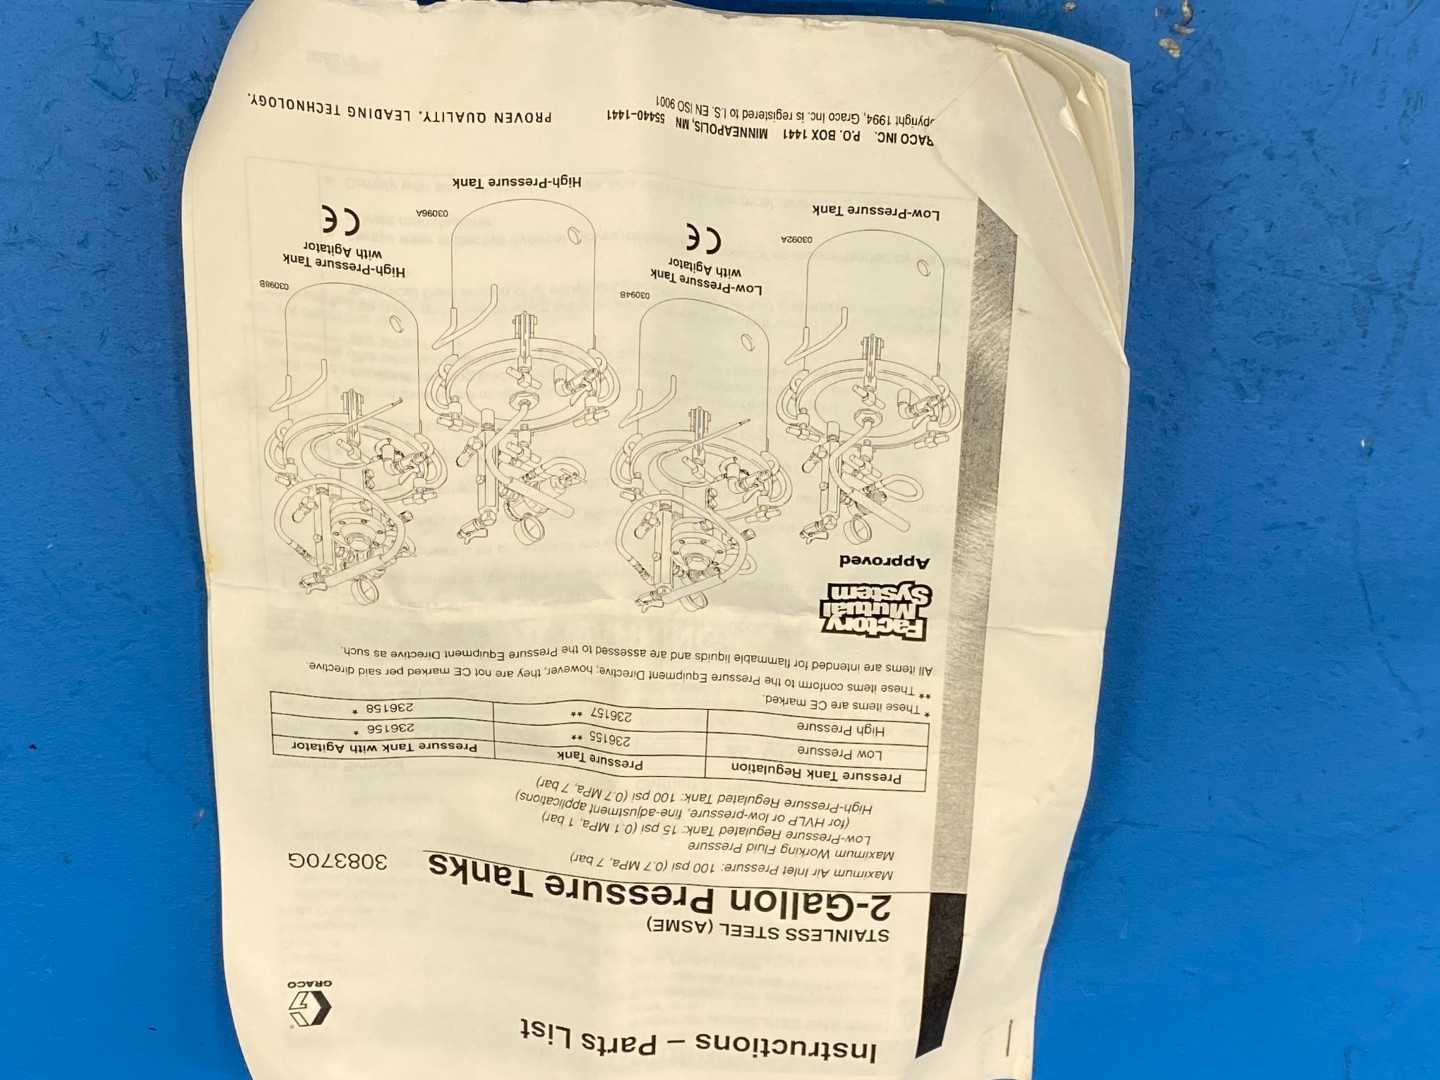 Instructions – Parts List
GRACO
STAINLESS STEEL (ASME)
2-Gallon Pressure Tanks
308370G
Maximum Air Inlet Pressure: 100 psi (0.7 MPa, 7 bar)
Maximum Working Fluid Pressure
Low-Pressure Regulated Tank: 15 psi (0.1 MPa, 1 bar)
(for HVLP or low-pressure, fine-adjustment applications)
High-Pressure Regulated Tank: 100 psi (0.7 MPa, 7 bar)
Pressure Tank Regulation Pressure Tank Pressure Tank with Agitator
Low Pressure 236155 ** 236156 *
High Pressure 236157 ** 236158 *
* These items are CE marked.
** These items conform to the Pressure Equipment Directive; however, they are not CE marked per said directive.
All items are intended for flammable liquids and are assessed to the Pressure Equipment Directive as such.
Factory
Mutual
System
Approved
03092A
Low-Pressure Tank
03094B
Low-Pressure Tank
with Agitator
CE
03096A
High-Pressure Tank
03098B
High-Pressure Tank
with Agitator
CE
RACO INC. P.O. BOX 1441 MINNEAPOLIS, MN 55440–1441
opyright 1994, Graco Inc. is registered to I.S. EN ISO 9001
PROVEN QUALITY. LEADING TECHNOLOGY.